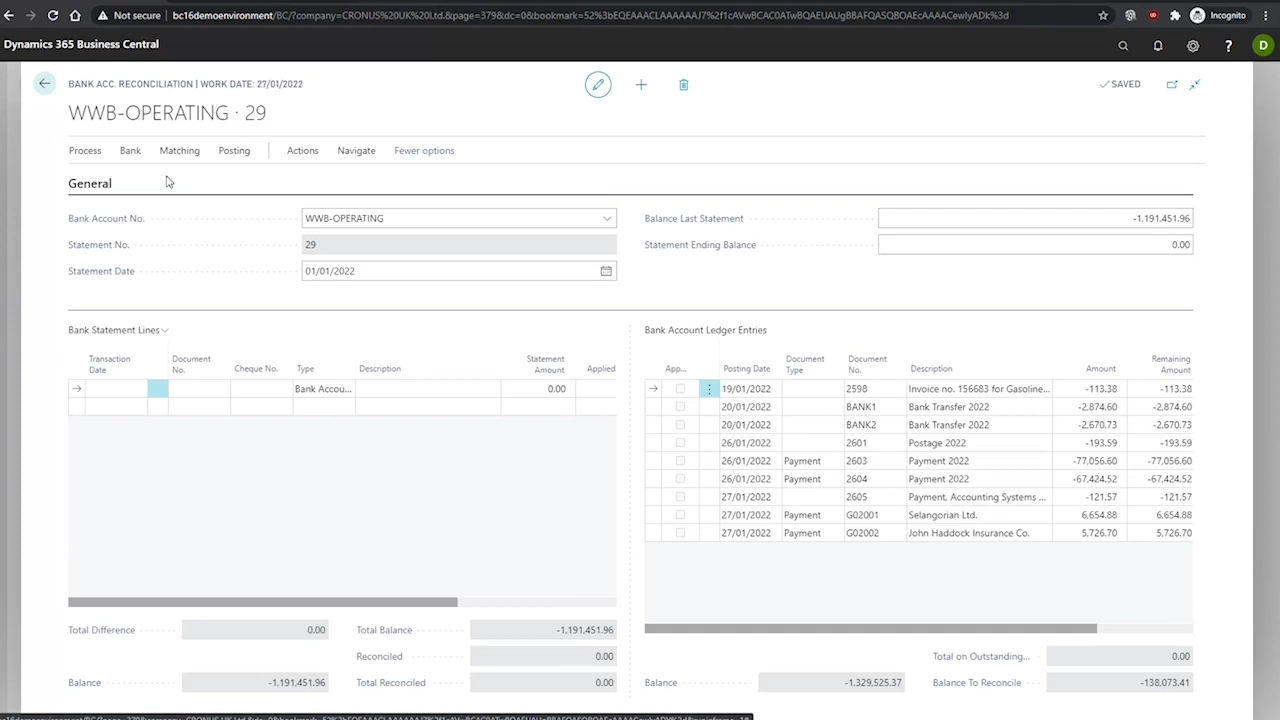 Not secured | bc16demoenvironment/BC/?company=CRONUS%20UK%20Ltd.&page=379&dc=0&bookmark=
Incognito
Dynamics 365 Business Central
D
BANK ACC. RECONCILIATION | WORK DATE: 27/01/2022
SAVED
WWB-OPERATING · 29
Process Bank Matching Posting Actions Navigate Fewer options
General
Bank Account No. WWB-OPERATING Balance Last Statement -1,191,451.96
Statement No. 29 Statement Ending Balance 0.00
Statement Date 01/01/2022
Bank Statement Lines
Transaction Date Document No. Cheque No. Type Description Statement Amount Applied
Bank Accou... 0.00
Total Difference 0.00 Total Balance -1,191,451.96
Reconciled 0.00
Balance -1,191,451.96 Total Reconciled 0.00
Bank Account Ledger Entries
App... Posting Date Document Type Document No. Description Amount Remaining Amount
19/01/2022 2598 Invoice no. 156683 for Gasoline... -113.38 -113.38
20/01/2022 BANK1 Bank Transfer 2022 -2,874.60 -2,874.60
20/01/2022 BANK2 Bank Transfer 2022 -2,670.73 -2,670.73
26/01/2022 2601 Postage 2022 -193.59 -193.59
26/01/2022 Payment 2603 Payment 2022 -77,056.60 -77,056.60
26/01/2022 Payment 2604 Payment 2022 -67,424.52 -67,424.52
27/01/2022 2605 Payment, Accounting Systems ... -121.57 -121.57
27/01/2022 Payment G02001 Selangorian Ltd. 6,654.88 6,654.88
27/01/2022 Payment G02002 John Haddock Insurance Co. 5,726.70 5,726.70
Total on Outstanding... 0.00
Balance -1,329,525.37 Balance To Reconcile -138,073.41